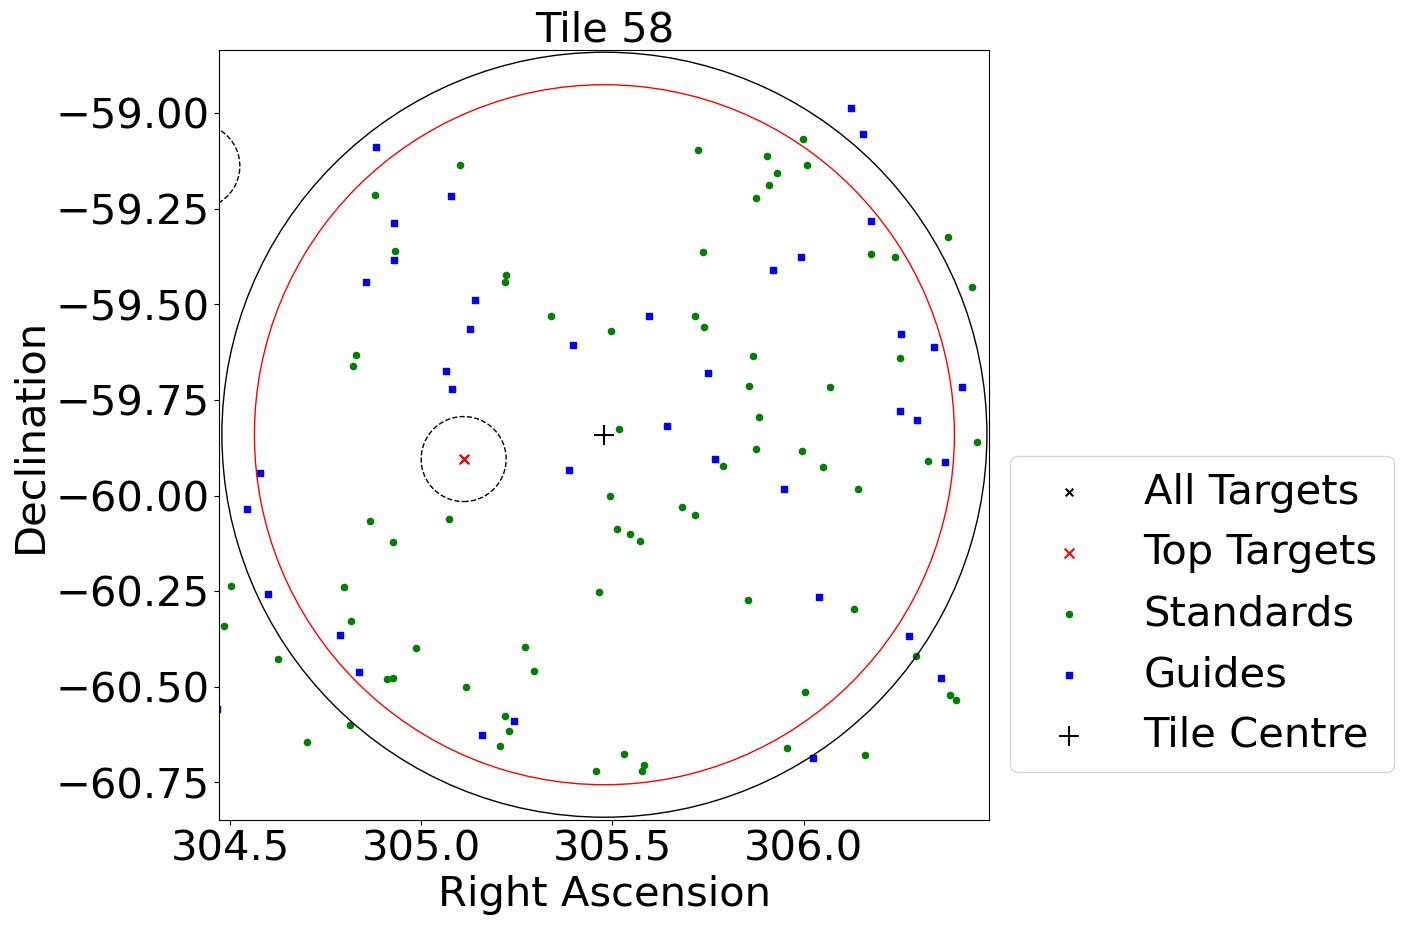 Tile 58
Declination
−59.00
−59.25
−59.50
−59.75
−60.00
−60.25
−60.50
−60.75
304.5 305.0 305.5 306.0
Right Ascension
All Targets
Top Targets
Standards
Guides
Tile Centre